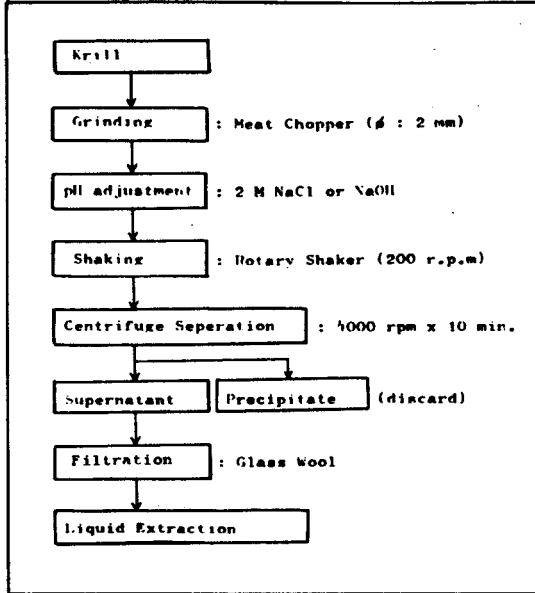 Krill
Grinding : Meat Chopper (ø : 2 mm)
pH adjustment : 2 M NaCl or NaOH
Shaking : Rotary Shaker (200 r.p.m)
Centrifuge Seperation : 4000 rpm x 10 min.
Supernatant Precipitate (discard)
Filtration : Glass Wool
Liquid Extraction